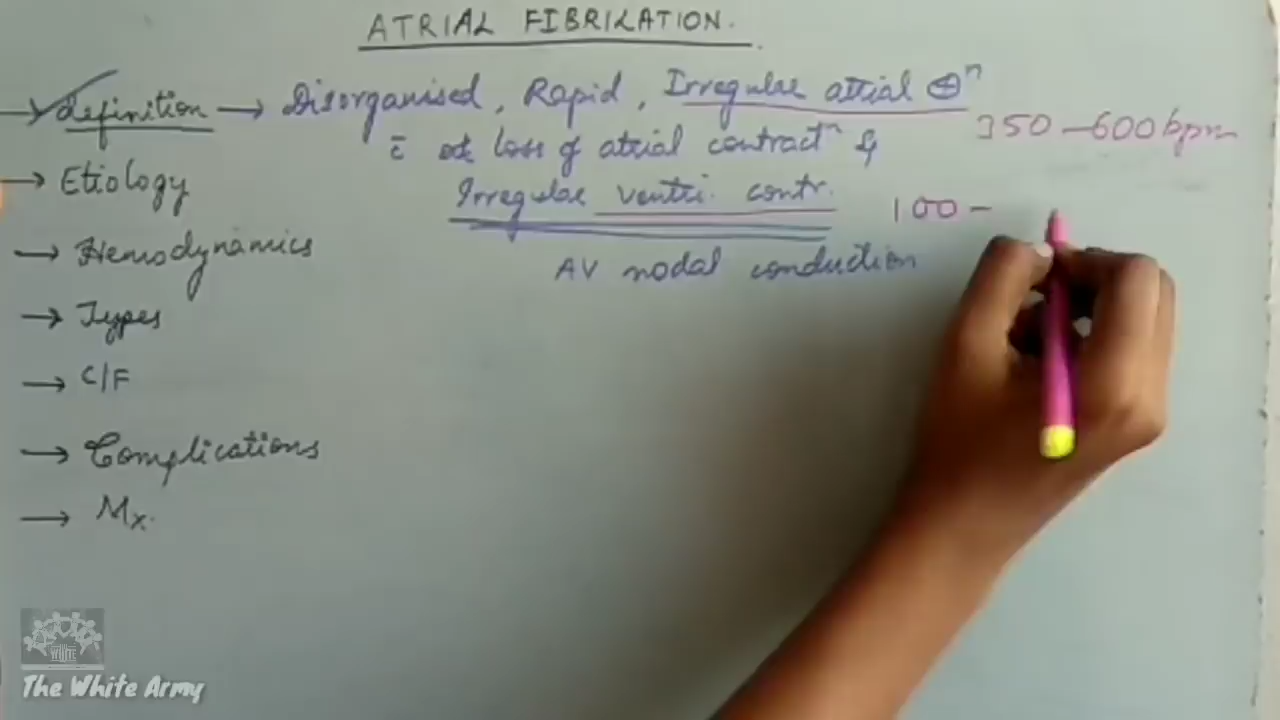 ATRIAL FIBRILATION.
→ definition → Disorganised, Rapid, Irregular atrial ⊕ⁿ
350 - 600 bpm
c̄ loss of atrial contractⁿ &
→ Etiology
Irregular ventri. contr.
100 -
→ Hemodynamics
AV nodal conduction
→ Types
→ C/F
→ Complications
→ Mx.
WHITE
The White Army